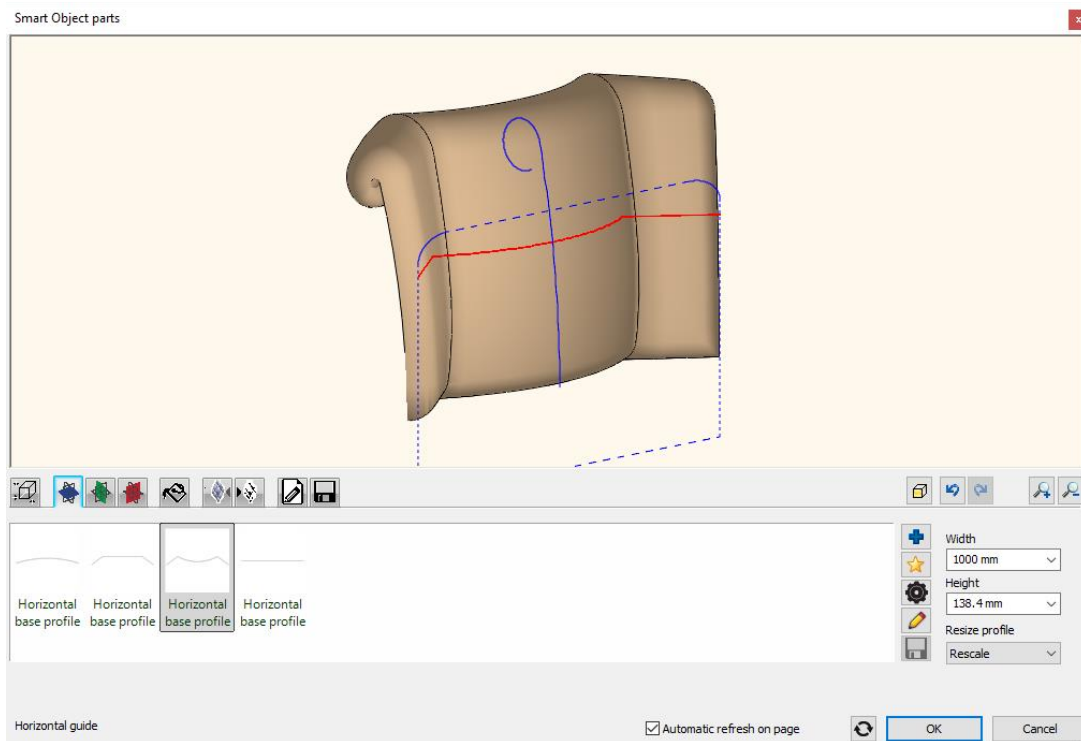 Smart Object parts
Width
1000 mm
Height
138.4 mm
Resize profile
Rescale
Horizontal
base profile
Horizontal
base profile
Horizontal
base profile
Horizontal
base profile
Horizontal guide
Automatic refresh on page
OK
Cancel